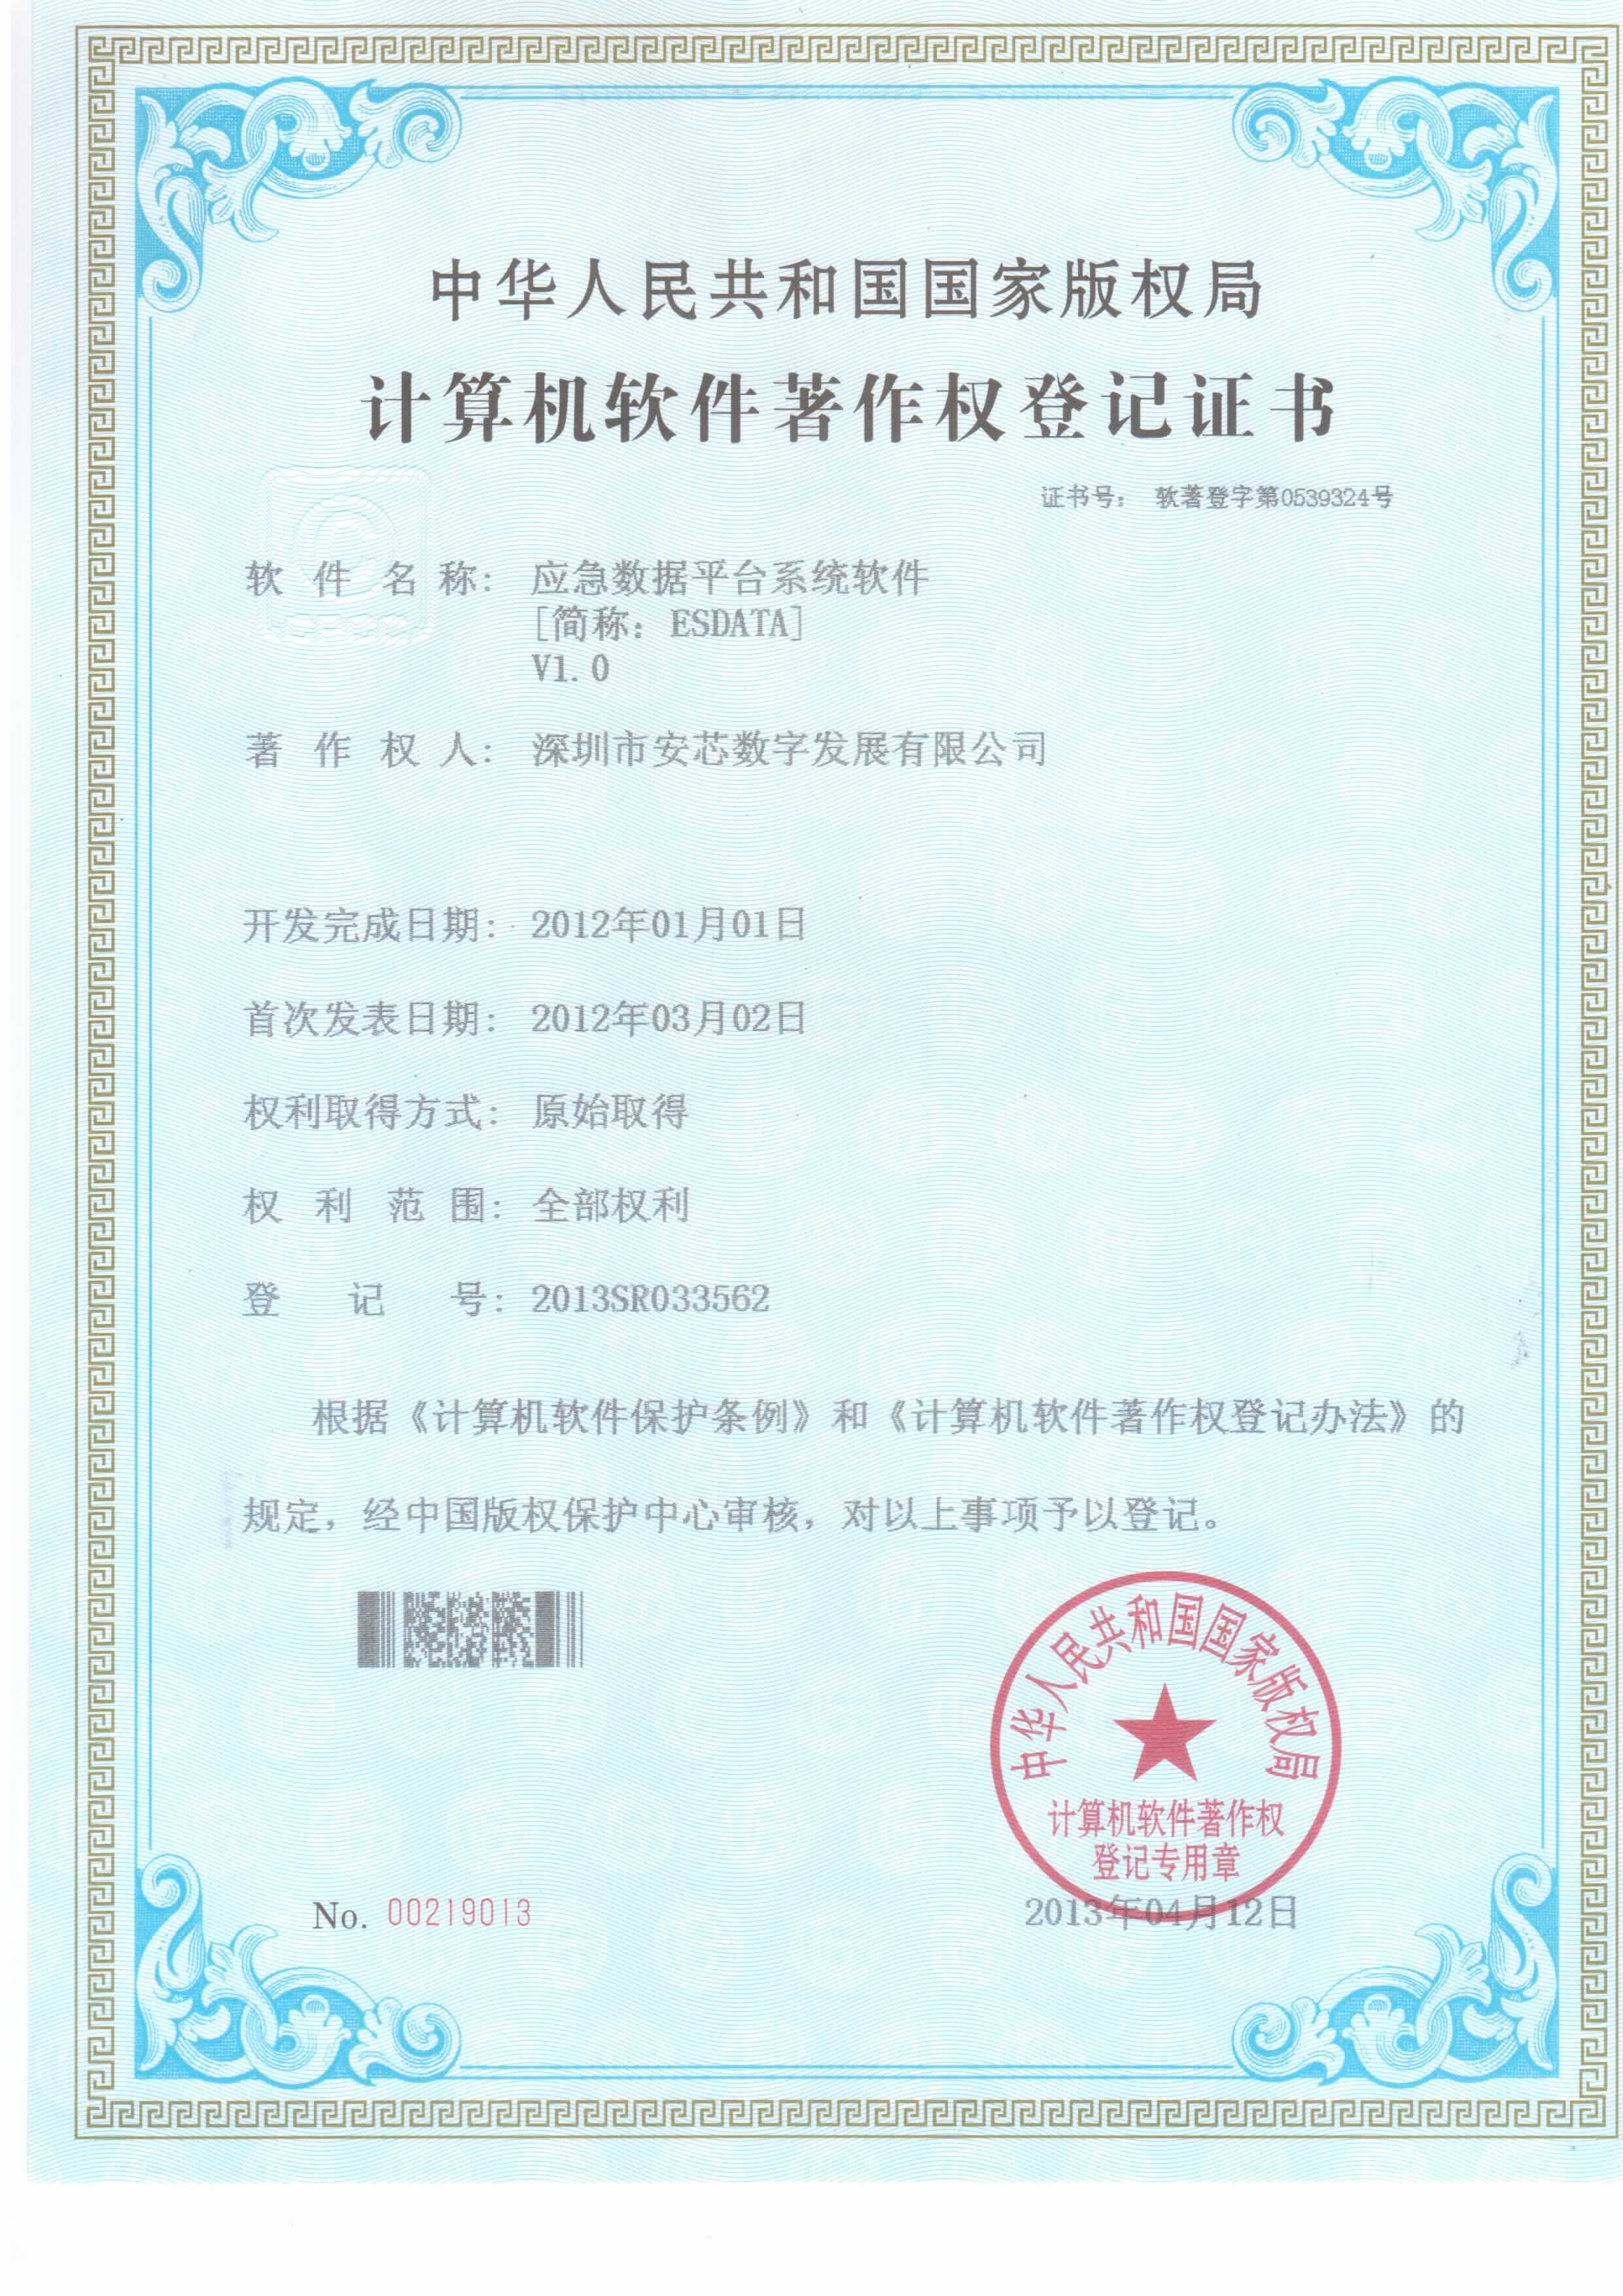 中华人民共和国国家版权局
计算机软件著作权登记证书
证书号： 软著登字第0539324号
软件名称： 应急数据平台系统软件
[简称：ESDATA]
V1.0
著作权人： 深圳市安芯数字发展有限公司
开发完成日期： 2012年01月01日
首次发表日期： 2012年03月02日
权利取得方式： 原始取得
权利范围： 全部权利
登记号： 2013SR033562
根据《计算机软件保护条例》和《计算机软件著作权登记办法》的
规定，经中国版权保护中心审核，对以上事项予以登记。
中华人民共和国国家版权局
计算机软件著作权
登记专用章
No. 00219013
2013年04月12日